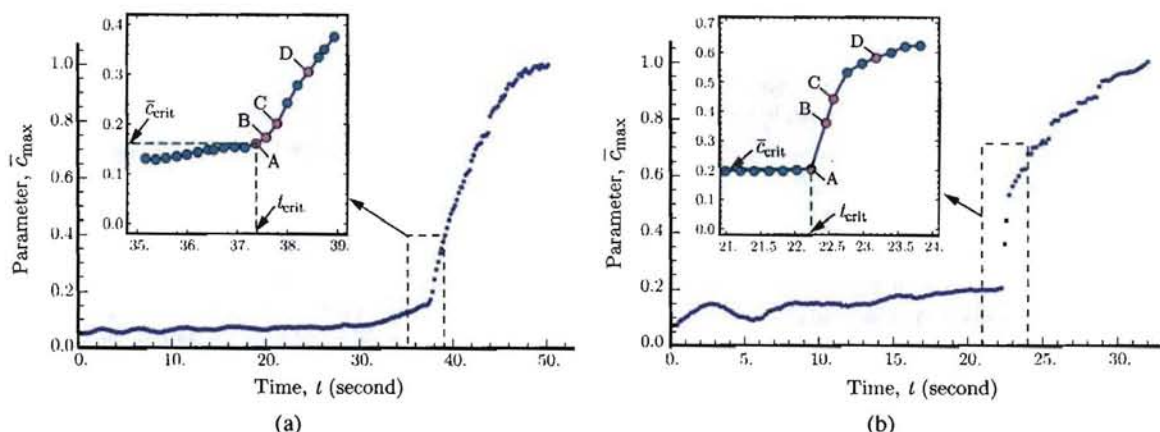 0.4
0.3
0.2
0.1
0.0
35. 36. 37. 38. 39.
c̄crit
A
B
C
D
tcrit
Parameter, c̄max
1.0
0.8
0.6
0.4
0.2
0.0
0. 10. 20. 30. 40. 50.
Time, t (second)
(a)
0.7
0.6
0.5
0.4
0.3
0.2
0.1
0.0
21. 21.5 22. 22.5 23. 23.5 24.
c̄crit
A
B
C
D
tcrit
Parameter, c̄max
1.0
0.8
0.6
0.4
0.2
0.0
0. 5. 10. 15. 20. 25. 30.
Time, t (second)
(b)